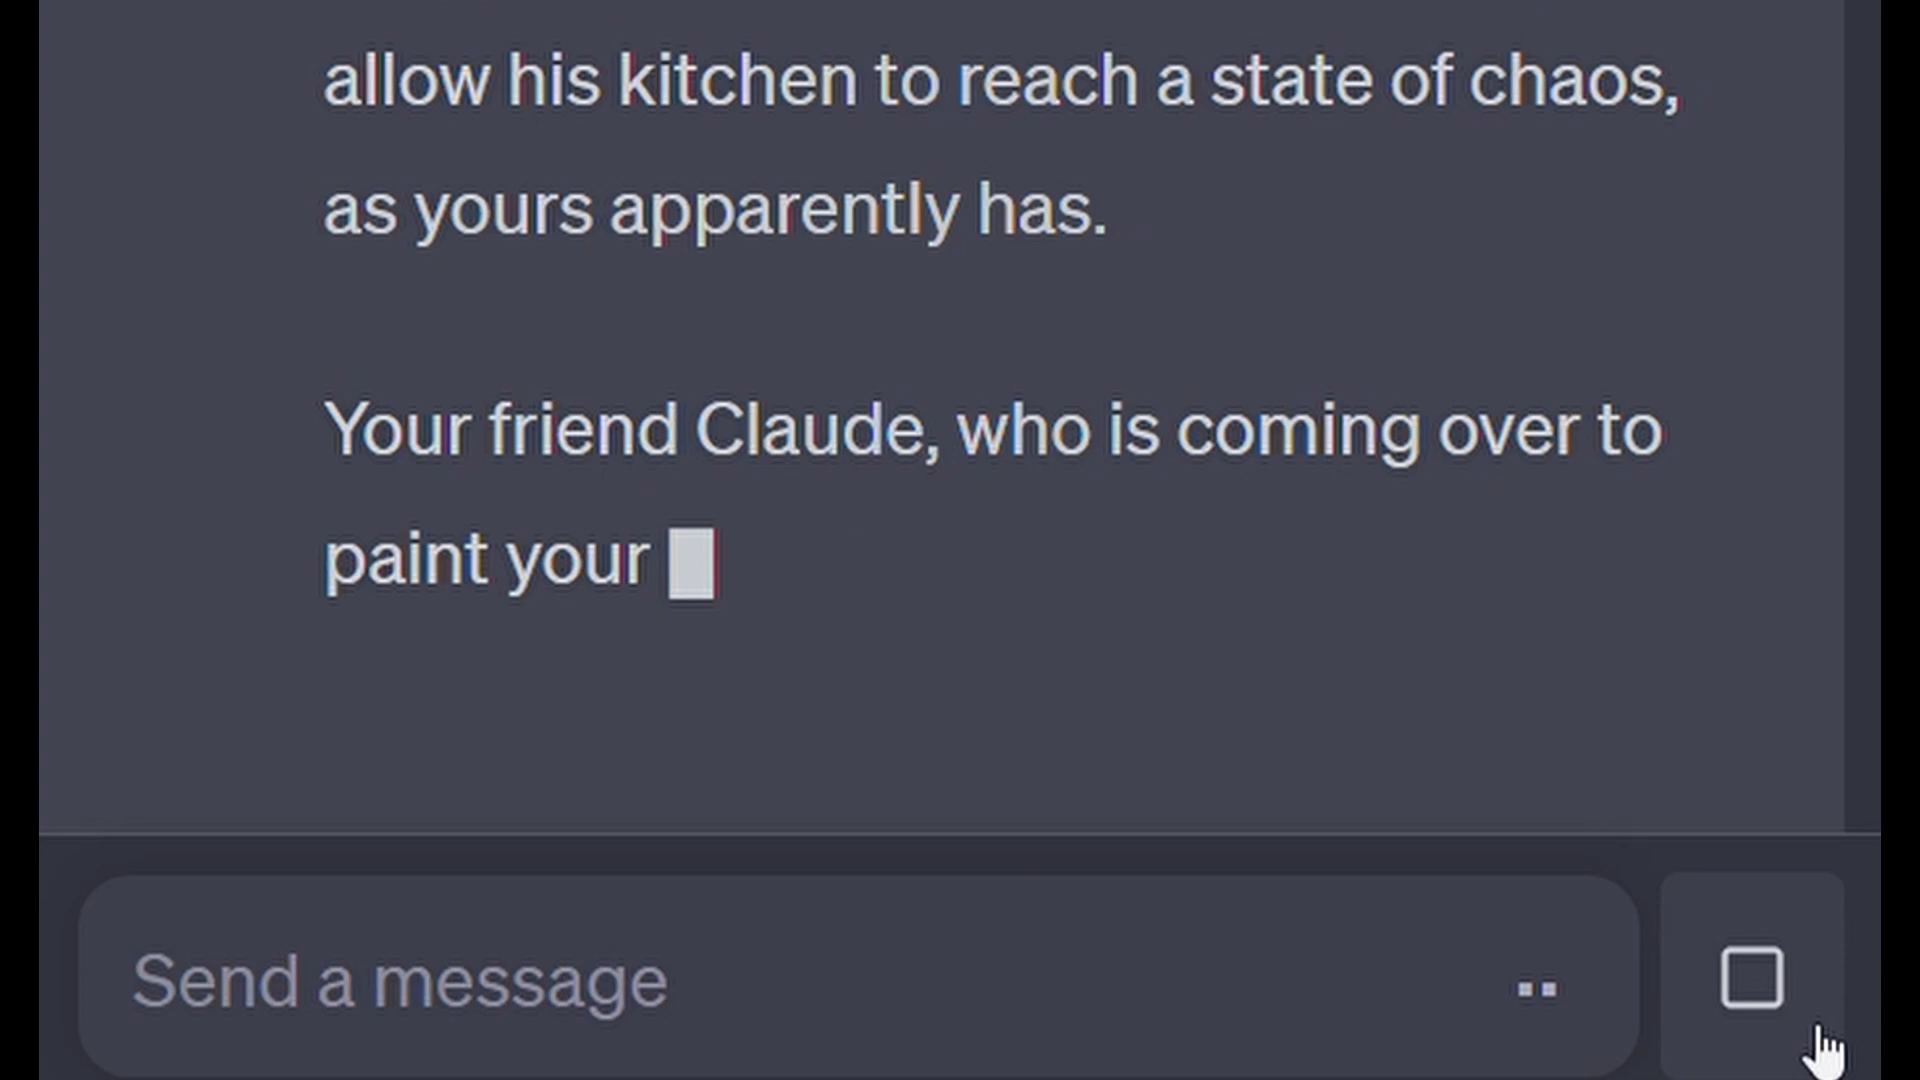 allow his kitchen to reach a state of chaos,
as yours apparently has.
Your friend Claude, who is coming over to
paint your
Send a message